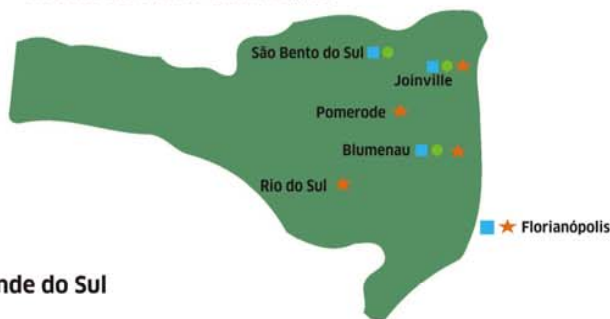 São Bento do Sul
Joinville
Pomerode
Blumenau
Rio do Sul
Florianópolis
nde do Sul